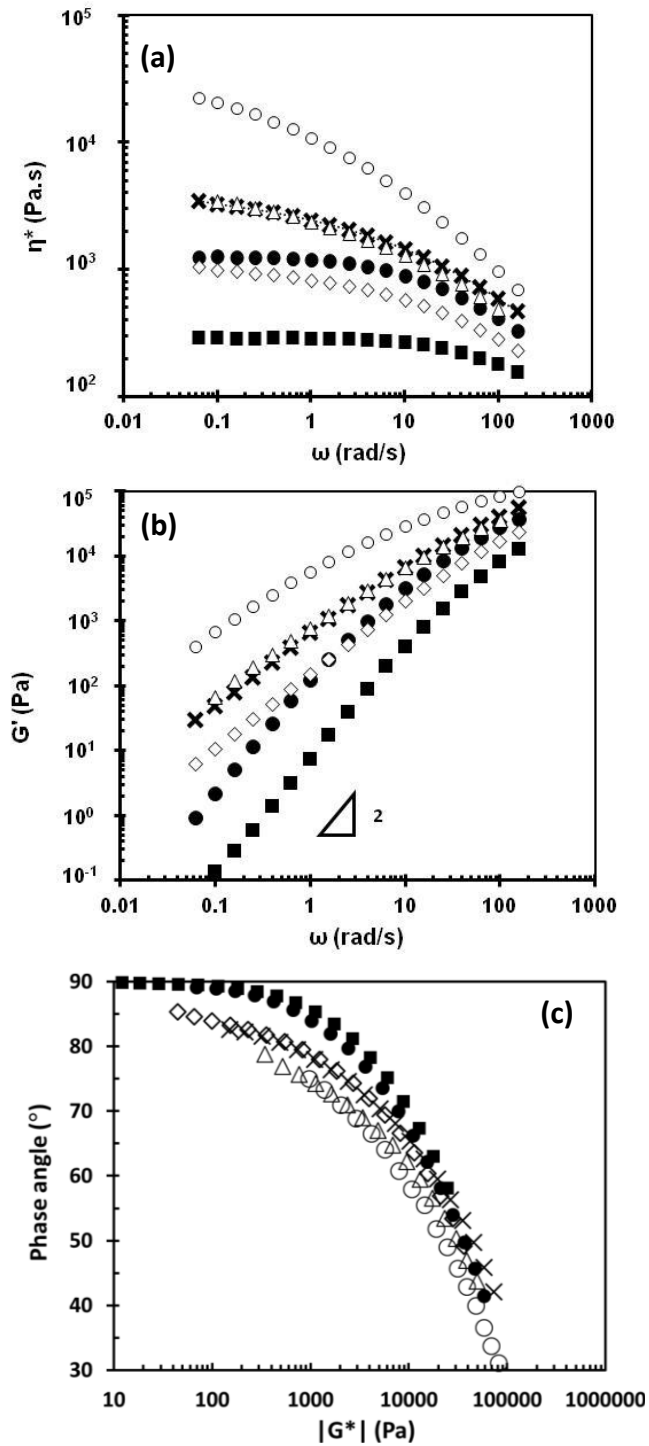 10⁵
(a)
10⁴
η* (Pa.s)
10³
10²
0.01 0.1 1 10 100 1000
ω (rad/s)
10⁵
(b)
10⁴
10³
G' (Pa)
10²
10¹
10⁰
2
10⁻¹
0.01 0.1 1 10 100 1000
ω (rad/s)
90
(c)
80
70
Phase angle (°)
60
50
40
30
10 100 1000 10000 100000 1000000
|G*| (Pa)